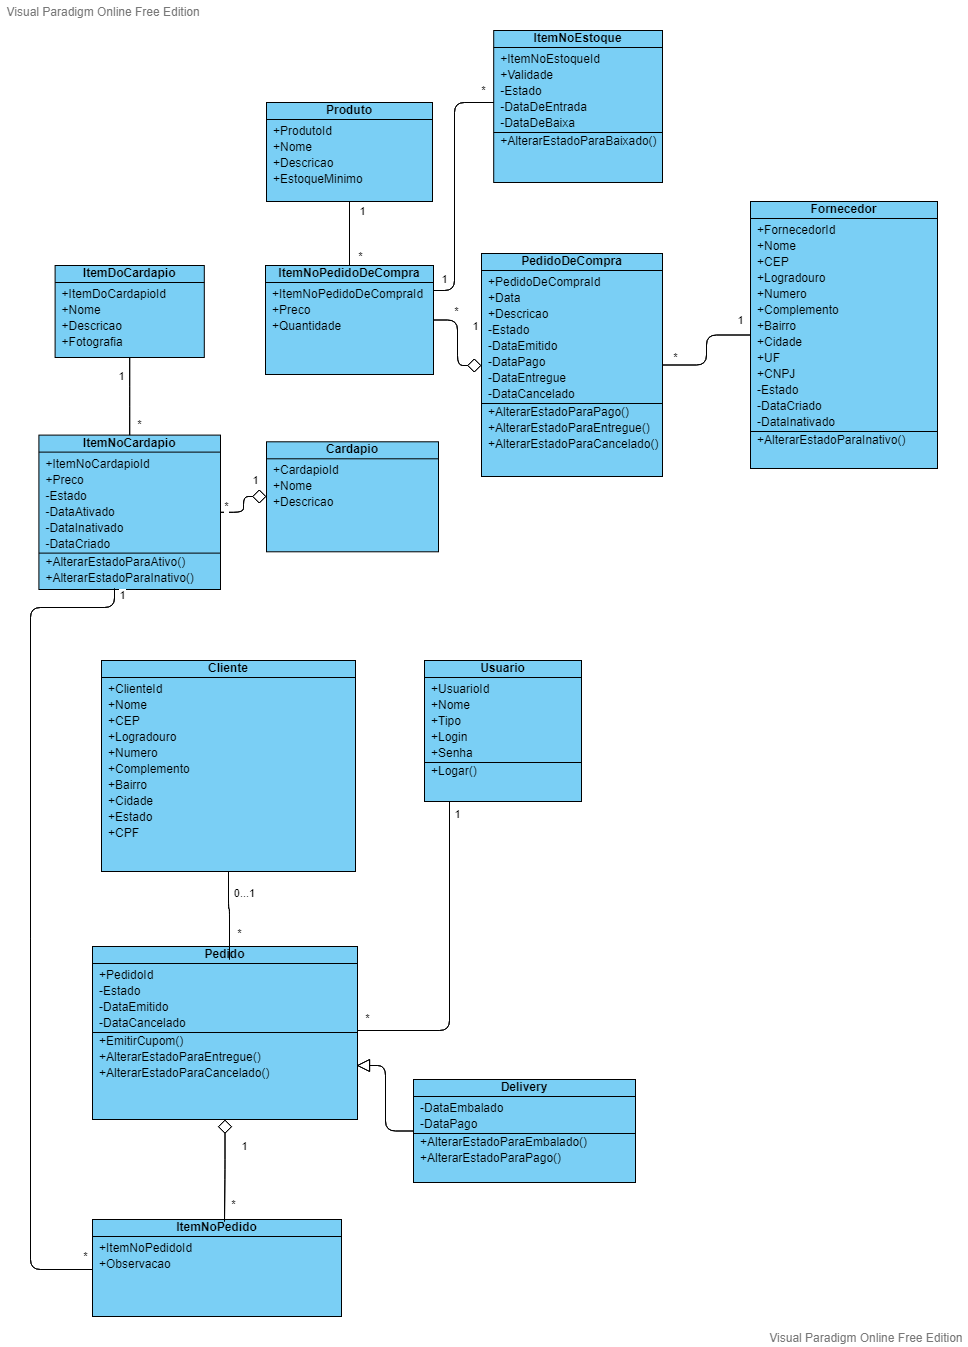 Visual Paradigm Online Free Edition
ItemNoEstoque
+ItemNoEstoqueId
+Validade
-Estado
-DataDeEntrada
-DataDeBaixa
+AlterarEstadoParaBaixado()
*
1
Produto
+ProdutoId
+Nome
+Descricao
+EstoqueMinimo
1
*
Fornecedor
+FornecedorId
+Nome
+CEP
+Logradouro
+Numero
+Complemento
+Bairro
+Cidade
+UF
+CNPJ
-Estado
-DataCriado
-DataInativado
+AlterarEstadoParaInativo()
1
*
ItemDoCardapio
+ItemDoCardapioId
+Nome
+Descricao
+Fotografia
1
*
ItemNoPedidoDeCompra
+ItemNoPedidoDeCompraId
+Preco
+Quantidade
*
1
PedidoDeCompra
+PedidoDeCompraId
+Data
+Descricao
-Estado
-DataEmitido
-DataPago
-DataEntregue
-DataCancelado
+AlterarEstadoParaPago()
+AlterarEstadoParaEntregue()
+AlterarEstadoParaCancelado()
ItemNoCardapio
+ItemNoCardapioId
+Preco
-Estado
-DataAtivado
-DataInativado
-DataCriado
+AlterarEstadoParaAtivo()
+AlterarEstadoParaInativo()
*
1
1
Cardapio
+CardapioId
+Nome
+Descricao
Cliente
+ClienteId
+Nome
+CEP
+Logradouro
+Numero
+Complemento
+Bairro
+Cidade
+Estado
+CPF
0...1
*
Usuario
+UsuarioId
+Nome
+Tipo
+Login
+Senha
+Logar()
1
*
Pedido
+PedidoId
-Estado
-DataEmitido
-DataCancelado
+EmitirCupom()
+AlterarEstadoParaEntregue()
+AlterarEstadoParaCancelado()
1
*
Delivery
-DataEmbalado
-DataPago
+AlterarEstadoParaEmbalado()
+AlterarEstadoParaPago()
*
ItemNoPedido
+ItemNoPedidoId
+Observacao
Visual Paradigm Online Free Edition